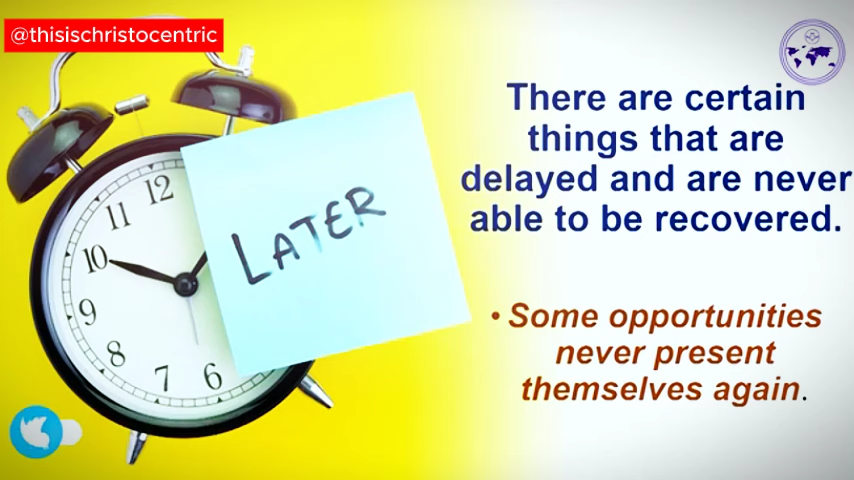 @thisischristocentric
There are certain
things that are
delayed and are never
able to be recovered.
• Some opportunities
never present
themselves again.
LATER
12
11
10
9
8
7
6